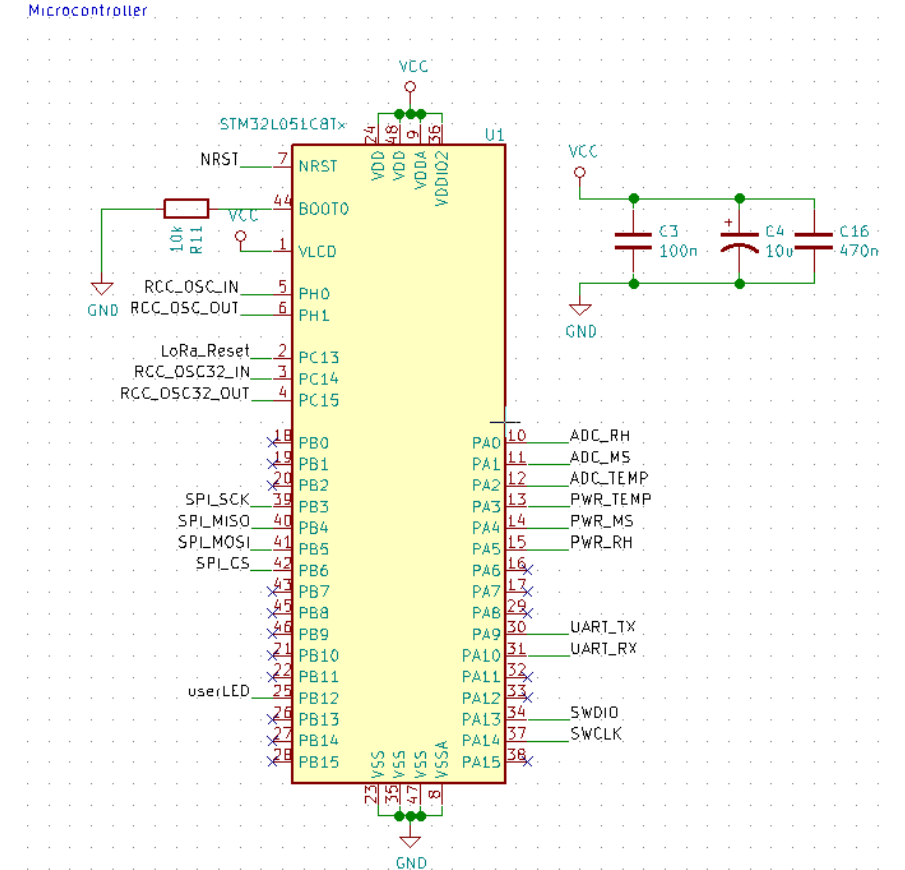 Microcontroller
VCC
STM32L051C8Tx
U1
24
48
9
36
VDD
VDD
VDDA
VDDIO2
NRST 7 NRST
44 BOOT0
10k
R11
VCC
1 VLCD
GND
RCC_OSC_IN 5 PH0
RCC_OSC_OUT 6 PH1
LoRa_Reset 2 PC13
RCC_OSC32_IN 3 PC14
RCC_OSC32_OUT 4 PC15
18 PB0
19 PB1
20 PB2
SPI_SCK 39 PB3
SPI_MISO 40 PB4
SPI_MOSI 41 PB5
SPI_CS 42 PB6
43 PB7
45 PB8
46 PB9
21 PB10
22 PB11
userLED 25 PB12
26 PB13
27 PB14
28 PB15
PA0 10 ADC_RH
PA1 11 ADC_MS
PA2 12 ADC_TEMP
PA3 13 PWR_TEMP
PA4 14 PWR_MS
PA5 15 PWR_RH
PA6 16
PA7 17
PA8 29
PA9 30 UART_TX
PA10 31 UART_RX
PA11 32
PA12 33
PA13 34 SWDIO
PA14 37 SWCLK
PA15 38
VSS
VSS
VSS
VSSA
23
35
47
8
GND
VCC
C3
100n
+
C4
10u
C16
470n
GND